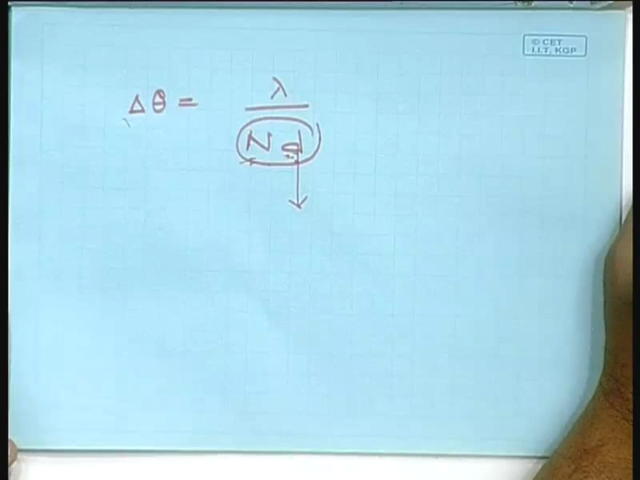 © CET
I.I.T, KGP
Δθ = λ / Nd